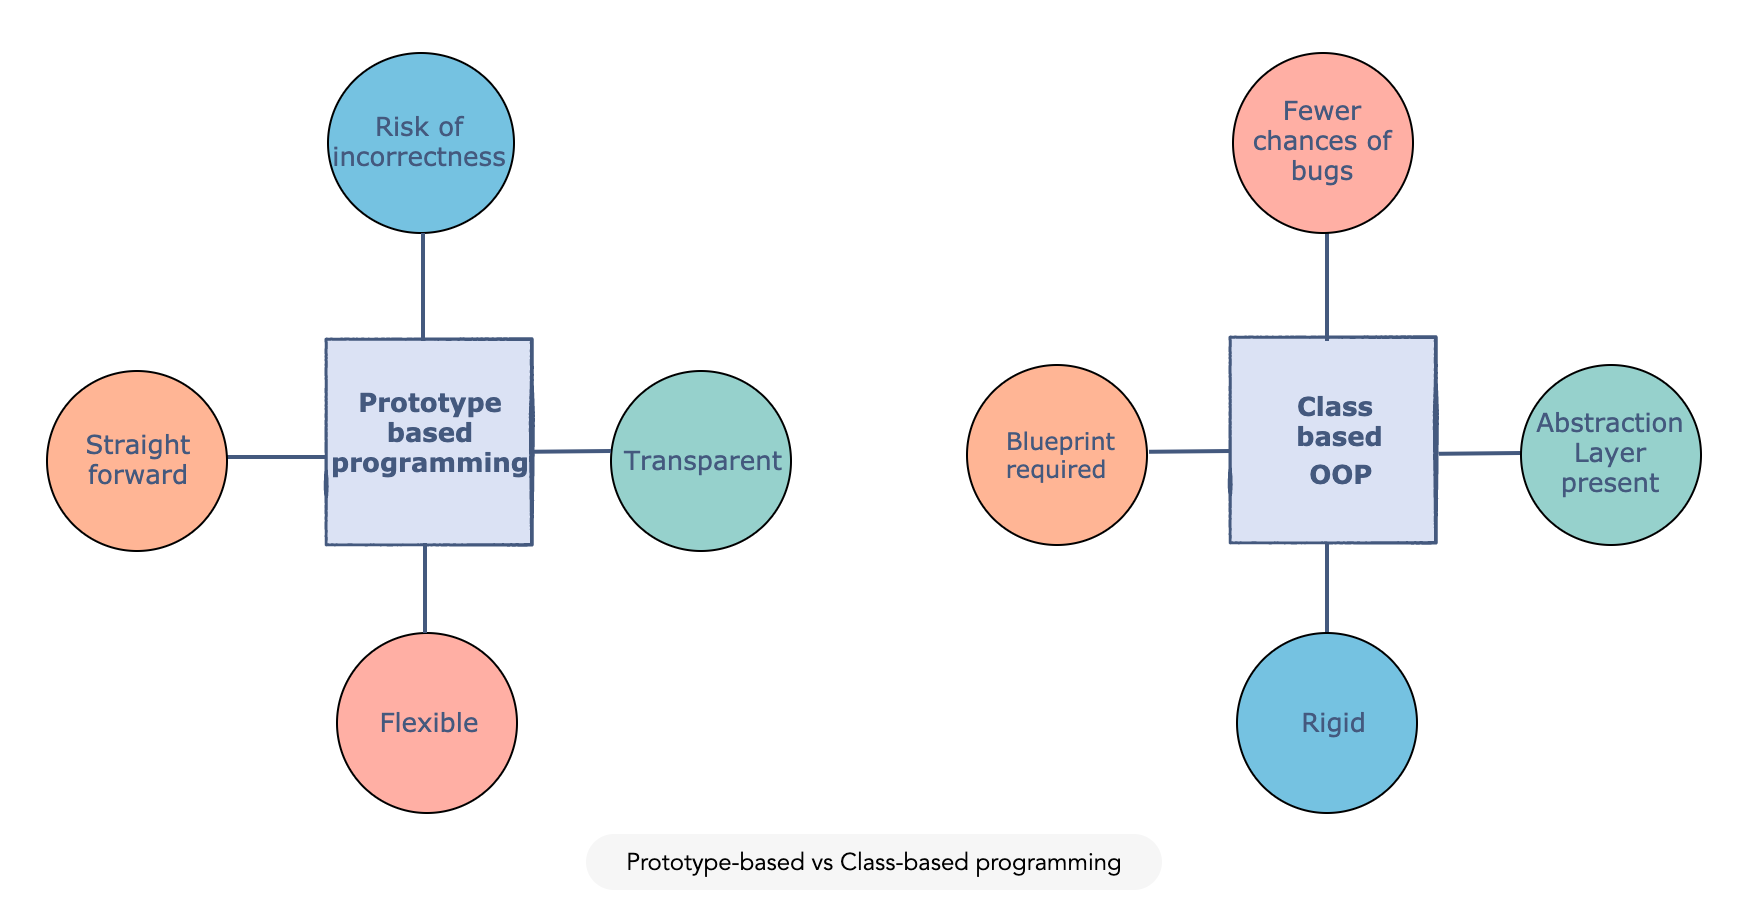 Risk of
incorrectness
Straight
forward
Prototype
based
programming
Transparent
Flexible
Fewer
chances of
bugs
Blueprint
required
Class
based
OOP
Abstraction
Layer
present
Rigid
Prototype-based vs Class-based programming